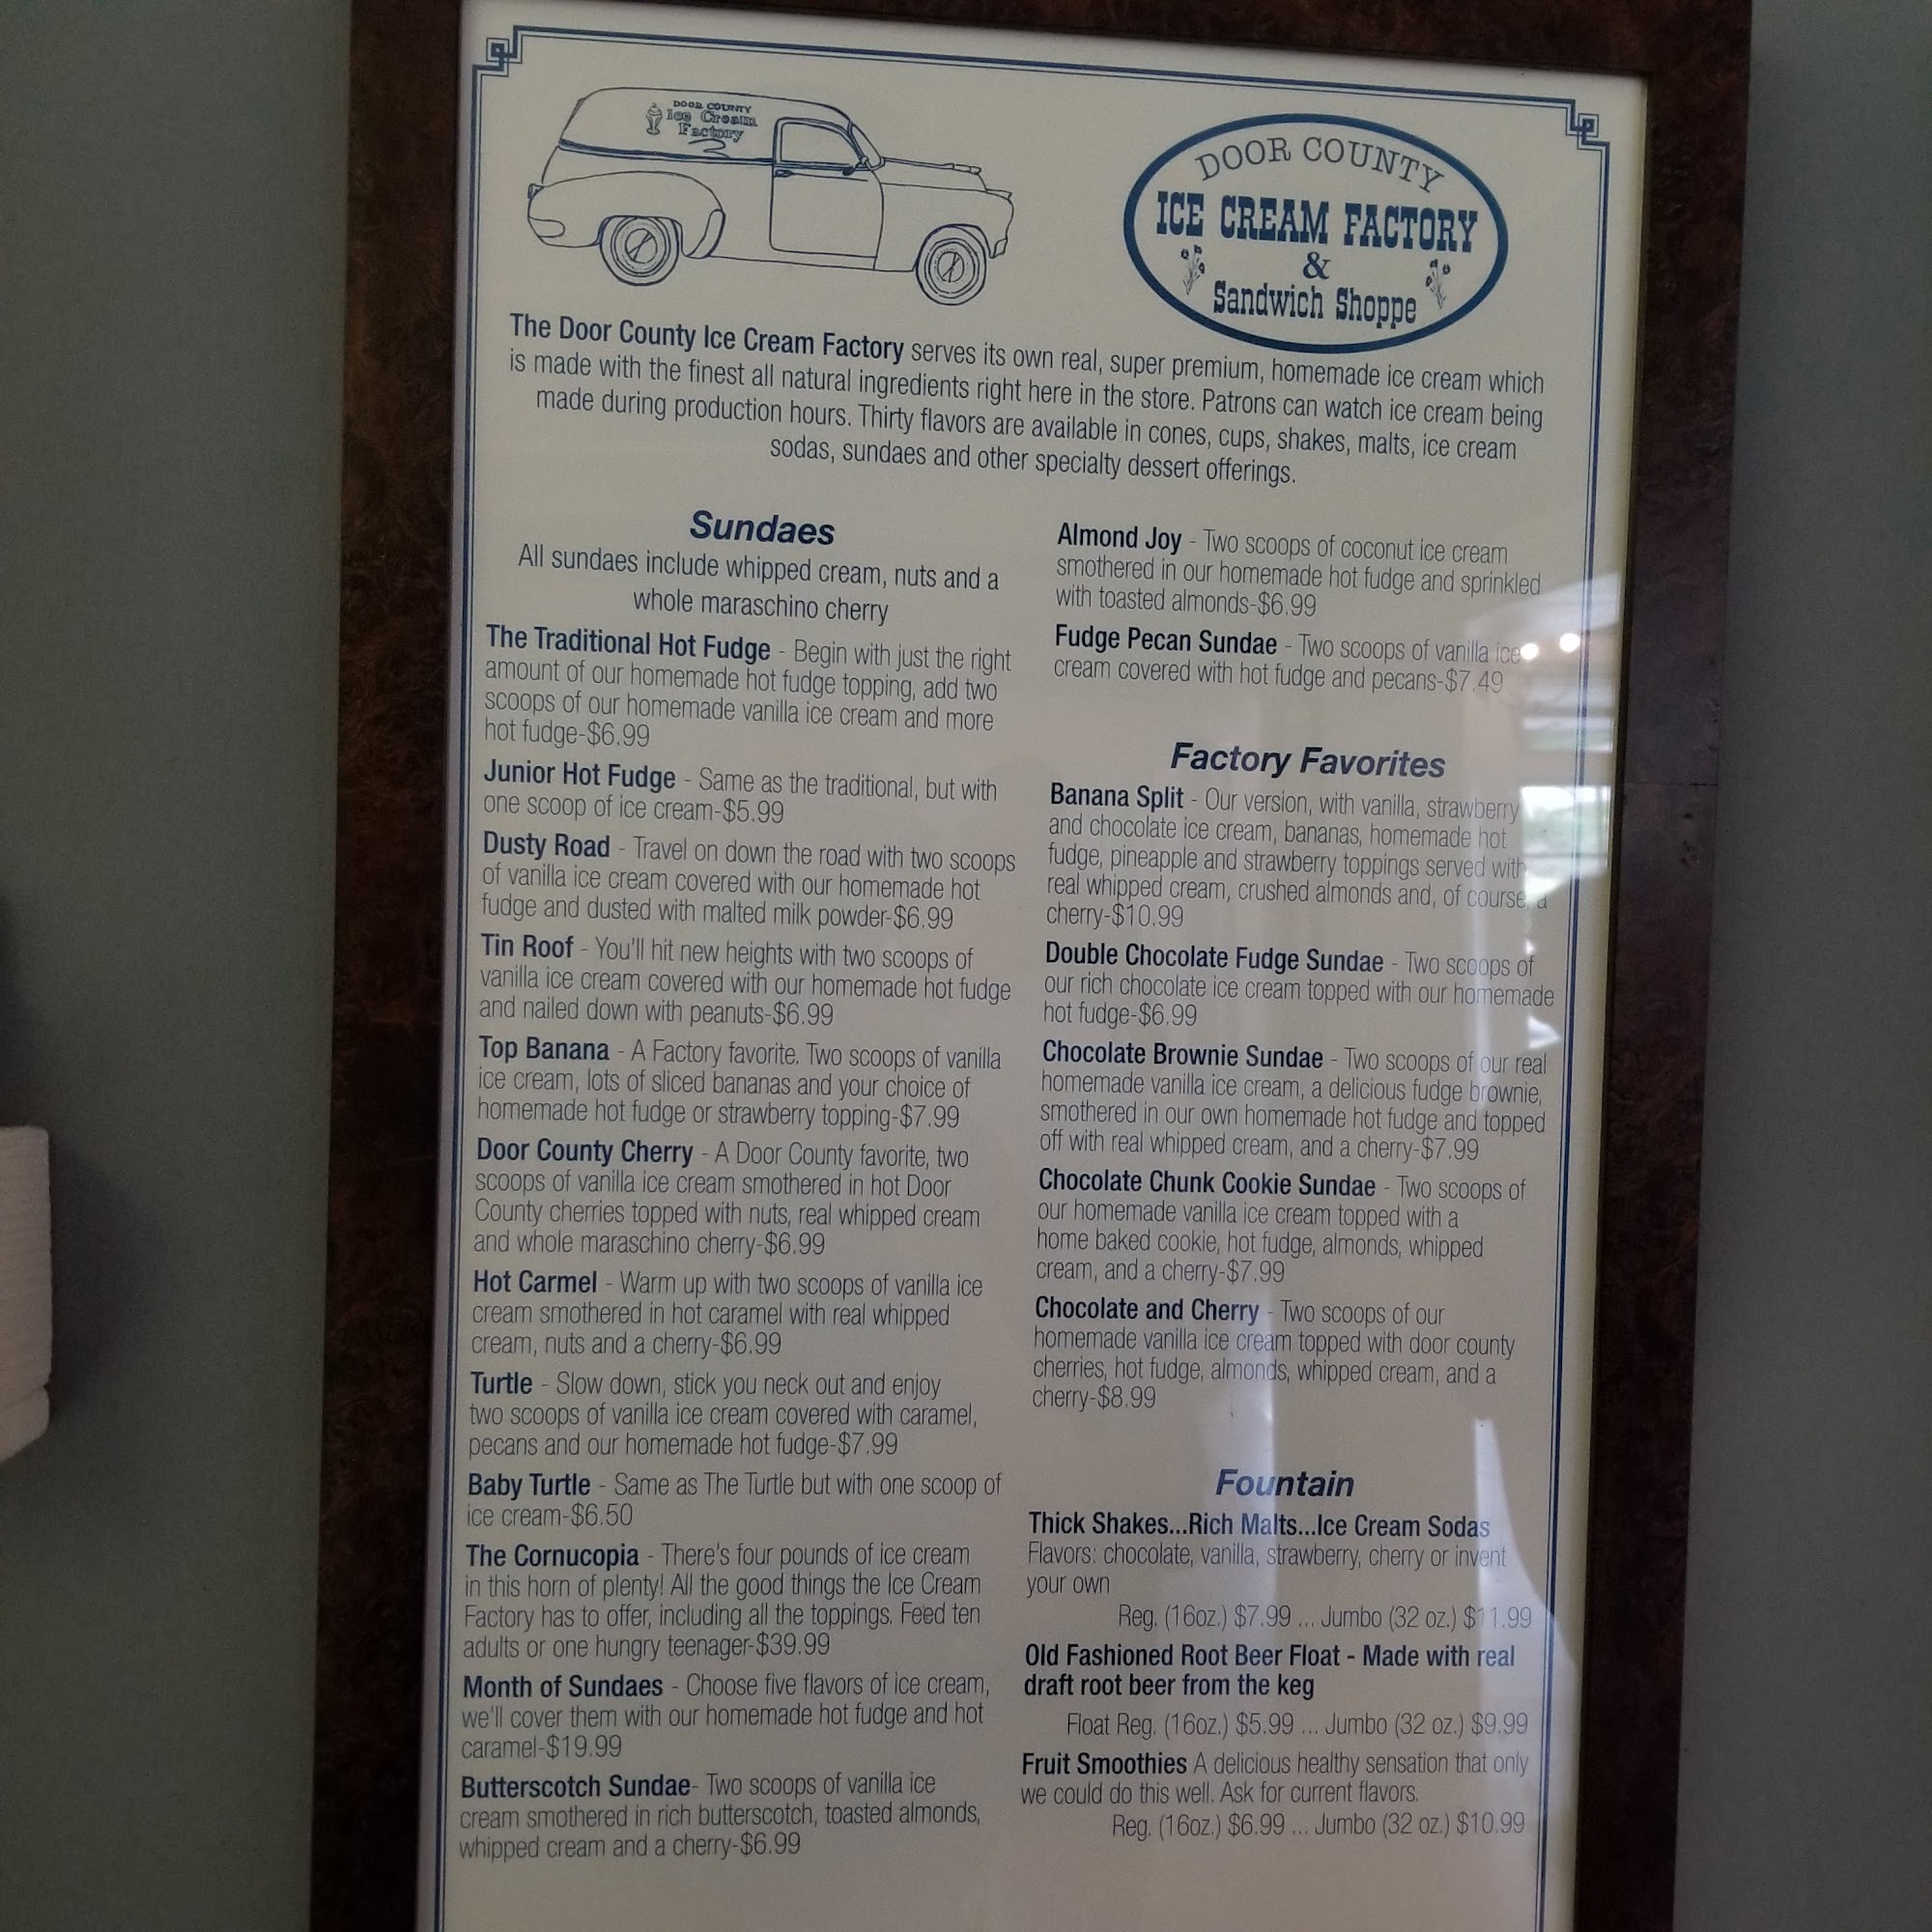 DOOR COUNTY
Ice Cream
Factory
DOOR COUNTY
ICE CREAM FACTORY
&
Sandwich Shoppe
The Door County Ice Cream Factory serves its own real, super premium, homemade ice cream which
is made with the finest all natural ingredients right here in the store. Patrons can watch ice cream being
made during production hours. Thirty flavors are available in cones, cups, shakes, malts, ice cream
sodas, sundaes and other specialty dessert offerings.
Sundaes
All sundaes include whipped cream, nuts and a
whole maraschino cherry
The Traditional Hot Fudge - Begin with just the right
amount of our homemade hot fudge topping, add two
scoops of our homemade vanilla ice cream and more
hot fudge-$6.99
Junior Hot Fudge - Same as the traditional, but with
one scoop of ice cream-$5.99
Dusty Road - Travel on down the road with two scoops
of vanilla ice cream covered with our homemade hot
fudge and dusted with malted milk powder-$6.99
Tin Roof - You'll hit new heights with two scoops of
vanilla ice cream covered with our homemade hot fudge
and nailed down with peanuts-$6.99
Top Banana - A Factory favorite. Two scoops of vanilla
ice cream, lots of sliced bananas and your choice of
homemade hot fudge or strawberry topping-$7.99
Door County Cherry - A Door County favorite, two
scoops of vanilla ice cream smothered in hot Door
County cherries topped with nuts, real whipped cream
and whole maraschino cherry-$6.99
Hot Carmel - Warm up with two scoops of vanilla ice
cream smothered in hot caramel with real whipped
cream, nuts and a cherry-$6.99
Turtle - Slow down, stick you neck out and enjoy
two scoops of vanilla ice cream covered with caramel,
pecans and our homemade hot fudge-$7.99
Baby Turtle - Same as The Turtle but with one scoop of
ice cream-$6.50
The Cornucopia - There's four pounds of ice cream
in this horn of plenty! All the good things the Ice Cream
Factory has to offer, including all the toppings. Feed ten
adults or one hungry teenager-$39.99
Month of Sundaes - Choose five flavors of ice cream,
we'll cover them with our homemade hot fudge and hot
caramel-$19.99
Butterscotch Sundae- Two scoops of vanilla ice
cream smothered in rich butterscotch, toasted almonds,
whipped cream and a cherry-$6.99
Almond Joy - Two scoops of coconut ice cream
smothered in our homemade hot fudge and sprinkled
with toasted almonds-$6.99
Fudge Pecan Sundae - Two scoops of vanilla ice
cream covered with hot fudge and pecans-$7.49
Factory Favorites
Banana Split - Our version, with vanilla, strawberry
and chocolate ice cream, bananas, homemade hot
fudge, pineapple and strawberry toppings served with
real whipped cream, crushed almonds and, of course, a
cherry-$10.99
Double Chocolate Fudge Sundae - Two scoops of
our rich chocolate ice cream topped with our homemade
hot fudge-$6.99
Chocolate Brownie Sundae - Two scoops of our real
homemade vanilla ice cream, a delicious fudge brownie,
smothered in our own homemade hot fudge and topped
off with real whipped cream, and a cherry-$7.99
Chocolate Chunk Cookie Sundae - Two scoops of
our homemade vanilla ice cream topped with a
home baked cookie, hot fudge, almonds, whipped
cream, and a cherry-$7.99
Chocolate and Cherry - Two scoops of our
homemade vanilla ice cream topped with door county
cherries, hot fudge, almonds, whipped cream, and a
cherry-$8.99
Fountain
Thick Shakes...Rich Malts...Ice Cream Sodas
Flavors: chocolate, vanilla, strawberry, cherry or invent
your own
Reg. (16oz.) $7.99 ... Jumbo (32 oz.) $11.99
Old Fashioned Root Beer Float - Made with real
draft root beer from the keg
Float Reg. (16oz.) $5.99 ... Jumbo (32 oz.) $9.99
Fruit Smoothies A delicious healthy sensation that only
we could do this well. Ask for current flavors.
Reg. (16oz.) $6.99 ... Jumbo (32 oz.) $10.99